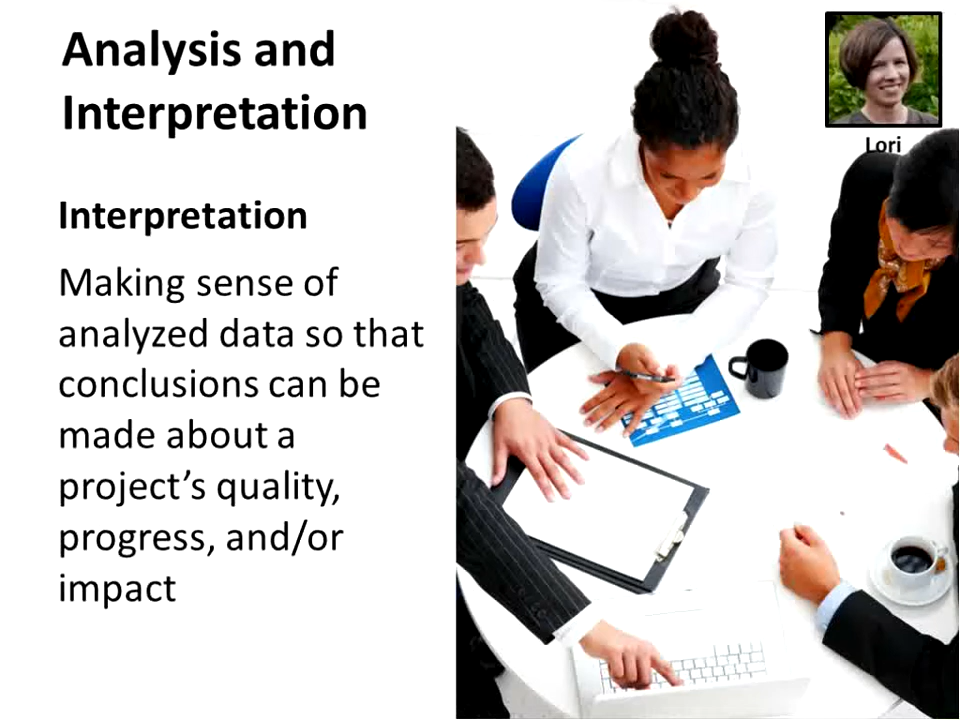 Analysis and
Interpretation
Lori
Interpretation
Making sense of
analyzed data so that
conclusions can be
made about a
project’s quality,
progress, and/or
impact